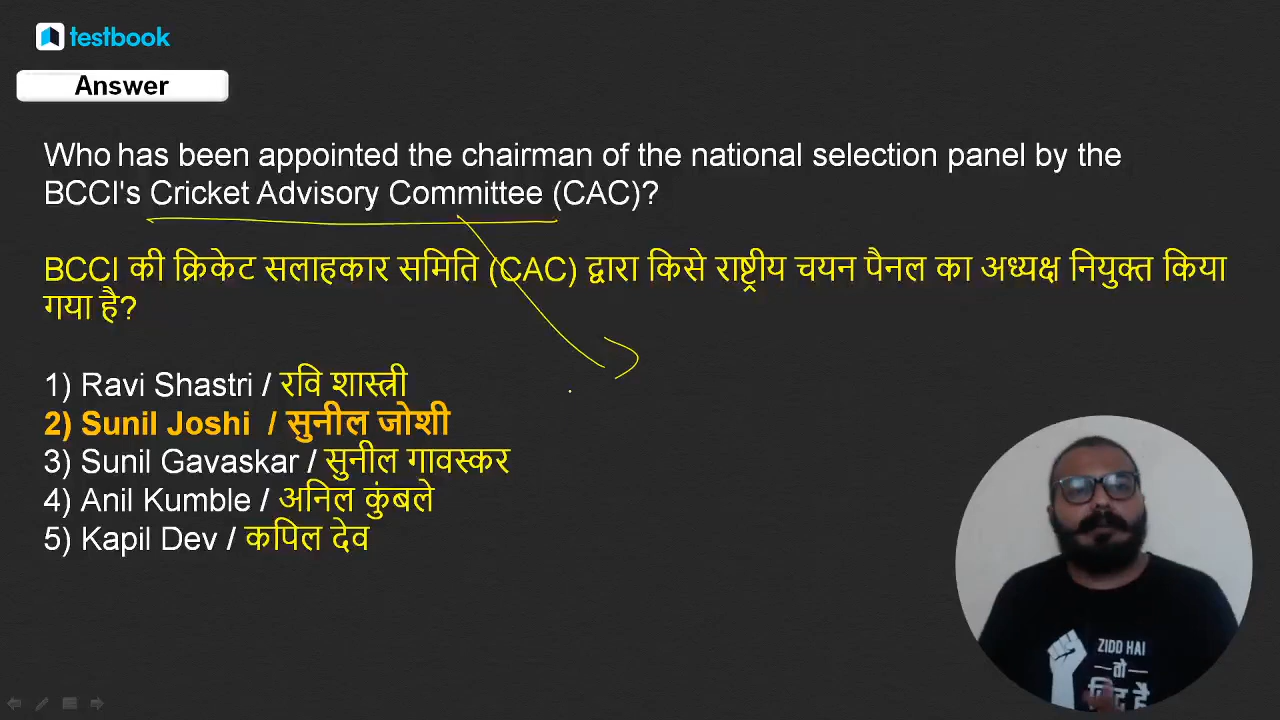 testbook
Answer
Who has been appointed the chairman of the national selection panel by the
BCCI's Cricket Advisory Committee (CAC)?
BCCI की क्रिकेट सलाहकार समिति (CAC) द्वारा किसे राष्ट्रीय चयन पैनल का अध्यक्ष नियुक्त किया
गया है?
1) Ravi Shastri / रवि शास्त्री
2) Sunil Joshi / सुनील जोशी
3) Sunil Gavaskar / सुनील गावस्कर
4) Anil Kumble / अनिल कुंबले
5) Kapil Dev / कपिल देव
ZIDD HAI
तो
जिद है